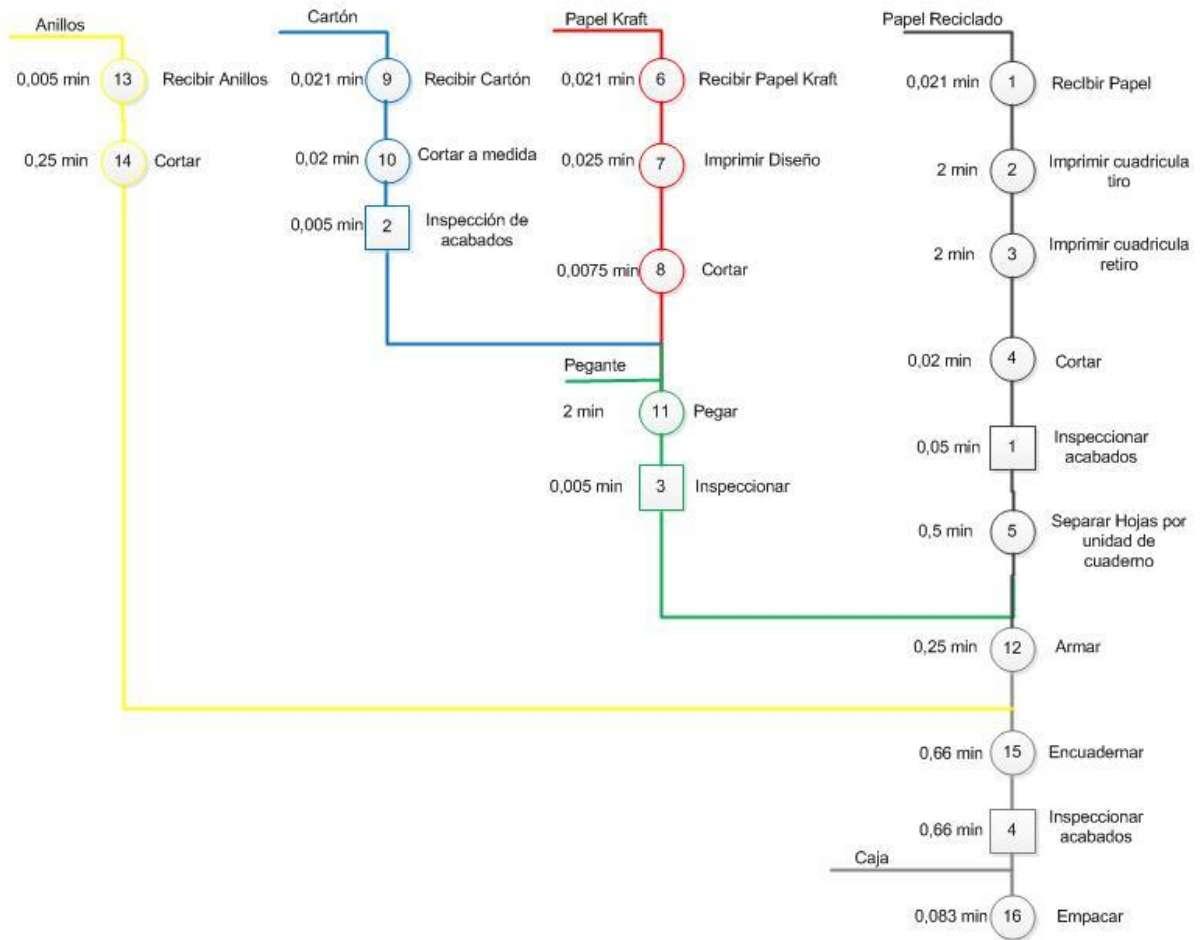 Anillos
Cartón
Papel Kraft
Papel Reciclado
0,005 min 13 Recibir Anillos
0,021 min 9 Recibir Cartón
0,021 min 6 Recibir Papel Kraft
0,021 min 1 Recibir Papel
0,25 min 14 Cortar
0,02 min 10 Cortar a medida
0,025 min 7 Imprimir Diseño
2 min 2 Imprimir cuadricula
tiro
0,005 min 2 Inspección de
acabados
2 min 3 Imprimir cuadricula
retiro
0,0075 min 8 Cortar
0,02 min 4 Cortar
Pegante
2 min 11 Pegar
0,05 min 1 Inspeccionar
acabados
0,005 min 3 Inspeccionar
0,5 min 5 Separar Hojas por
unidad de
cuaderno
0,25 min 12 Armar
0,66 min 15 Encuadernar
0,66 min 4 Inspeccionar
acabados
Caja
0,083 min 16 Empacar